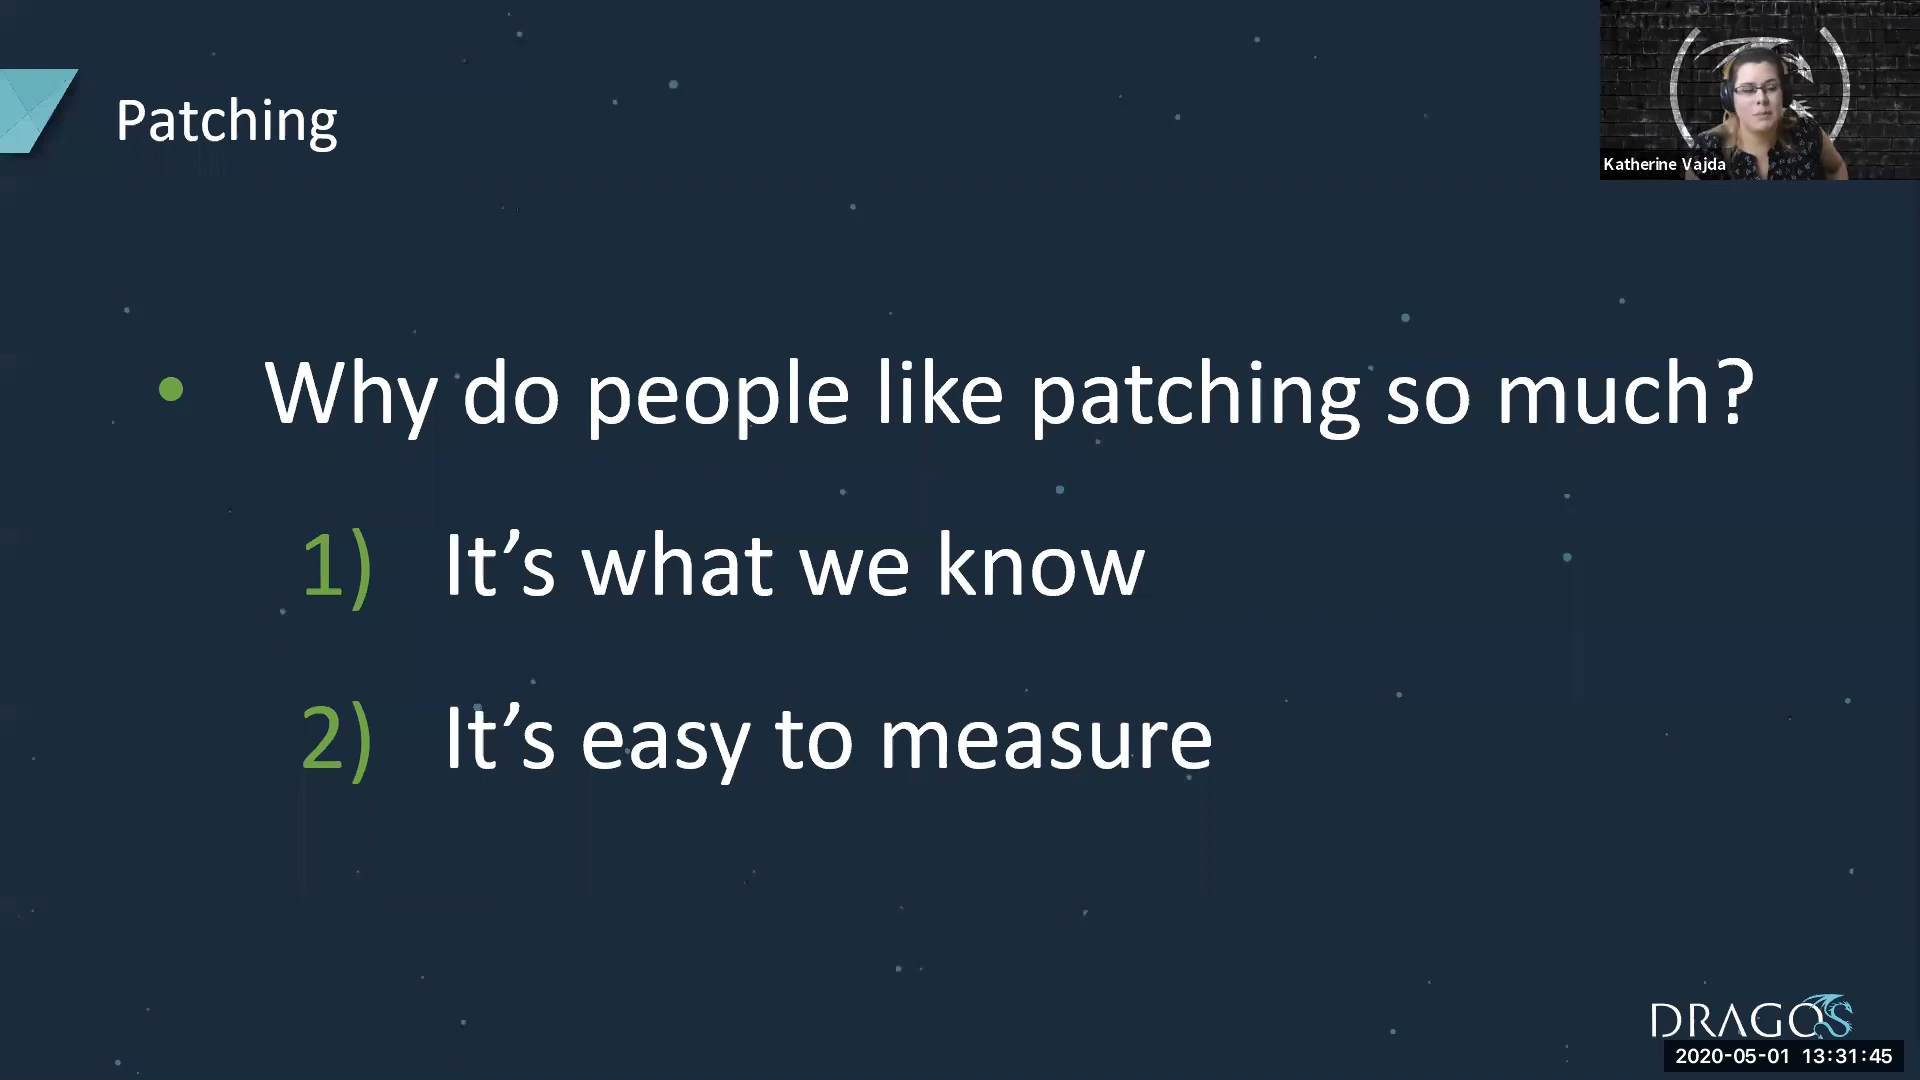 Patching
Katherine Vajda
• Why do people like patching so much?
1) It’s what we know
2) It’s easy to measure
DRAGOS
2020-05-01 13:31:45